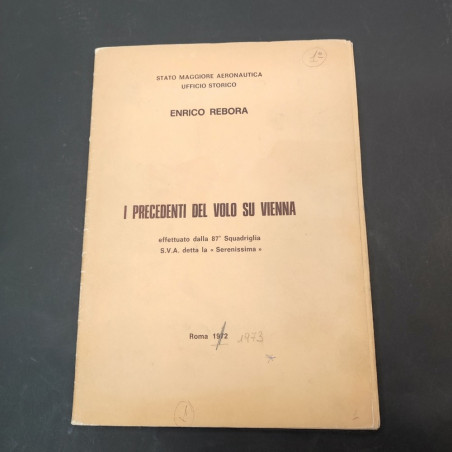 12
STATO MAGGIORE AERONAUTICA
UFFICIO STORICO
ENRICO REBORA
I PRECEDENTI DEL VOLO SU VIENNA
effettuato dalla 87ª Squadriglia
S.V.A. detta la « Serenissima »
Roma 1972 1973